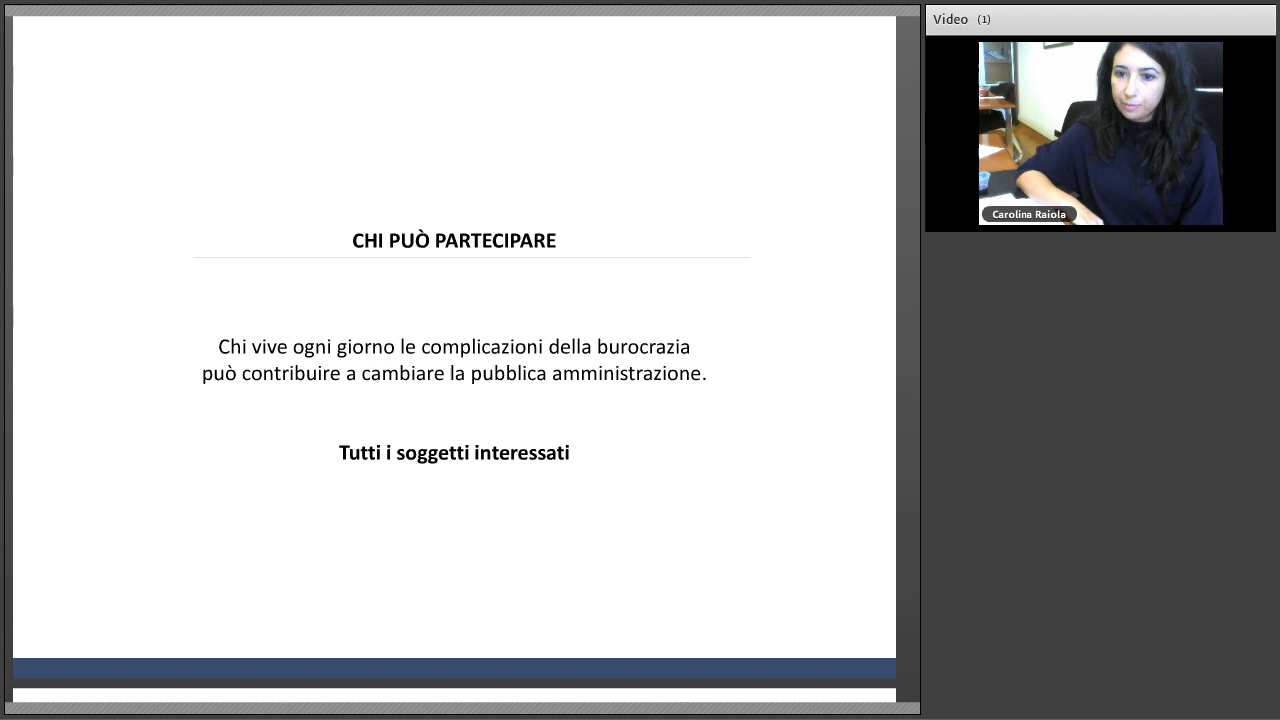 CHI PUÒ PARTECIPARE
Chi vive ogni giorno le complicazioni della burocrazia
può contribuire a cambiare la pubblica amministrazione.
Tutti i soggetti interessati
Video (1)
Carolina Raiola